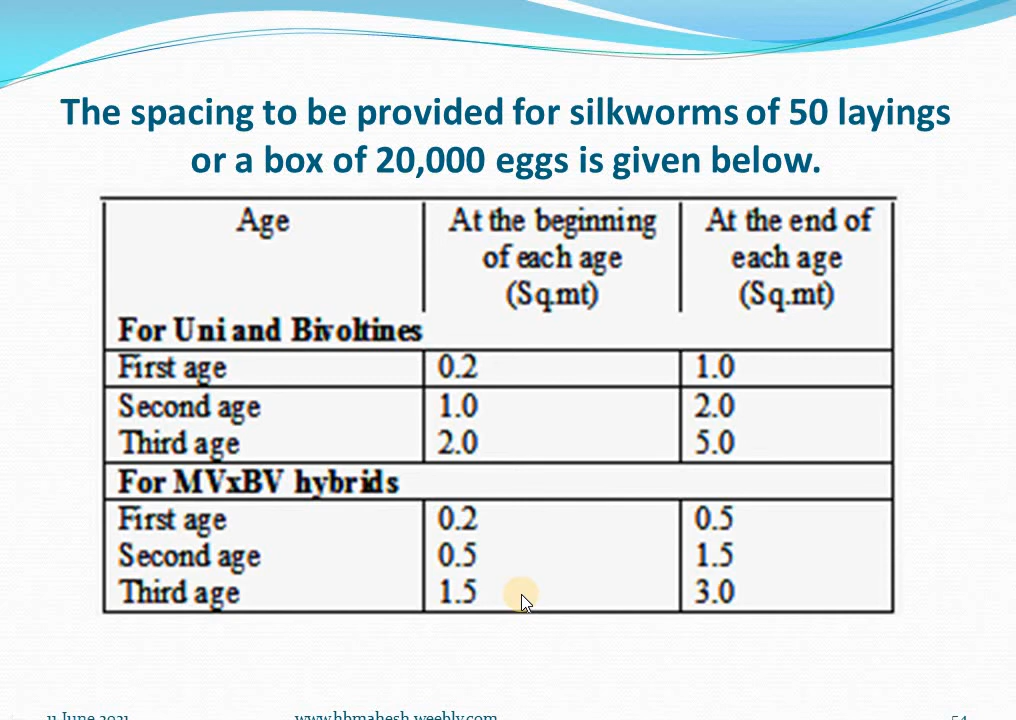 The spacing to be provided for silkworms of 50 layings
or a box of 20,000 eggs is given below.
Age At the beginning At the end of
of each age each age
(Sq.mt) (Sq.mt)
For Uni and Bivoltines
First age 0.2 1.0
Second age 1.0 2.0
Third age 2.0 5.0
For MVxBV hybrids
First age 0.2 0.5
Second age 0.5 1.5
Third age 1.5 3.0
11 June 2021 www.hbmahesh.weebly.com 54